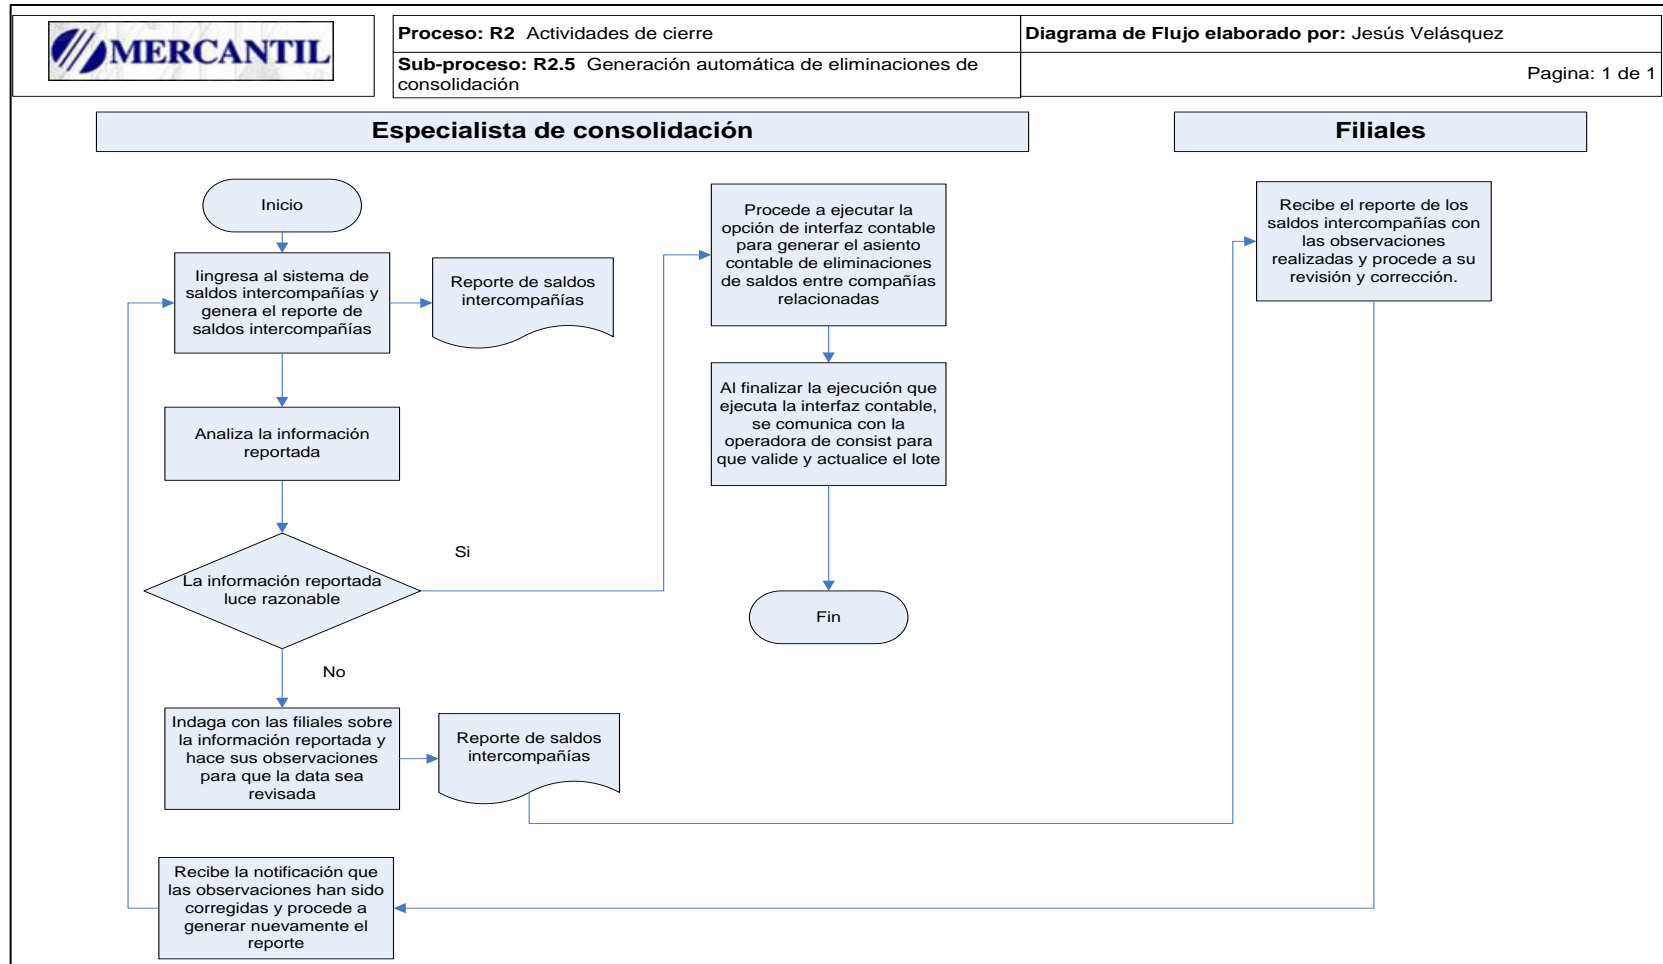 MERCANTIL
Proceso: R2 Actividades de cierre
Diagrama de Flujo elaborado por: Jesús Velásquez
Sub-proceso: R2.5 Generación automática de eliminaciones de
consolidación
Pagina: 1 de 1
Especialista de consolidación
Filiales
Inicio
Iingresa al sistema de
saldos intercompañías y
genera el reporte de
saldos intercompañías
Reporte de saldos
intercompañías
Analiza la información
reportada
La información reportada
luce razonable
Si
No
Indaga con las filiales sobre
la información reportada y
hace sus observaciones
para que la data sea
revisada
Reporte de saldos
intercompañías
Recibe la notificación que
las observaciones han sido
corregidas y procede a
generar nuevamente el
reporte
Procede a ejecutar la
opción de interfaz contable
para generar el asiento
contable de eliminaciones
de saldos entre compañías
relacionadas
Al finalizar la ejecución que
ejecuta la interfaz contable,
se comunica con la
operadora de consist para
que valide y actualice el lote
Fin
Recibe el reporte de los
saldos intercompañías con
las observaciones
realizadas y procede a su
revisión y corrección.